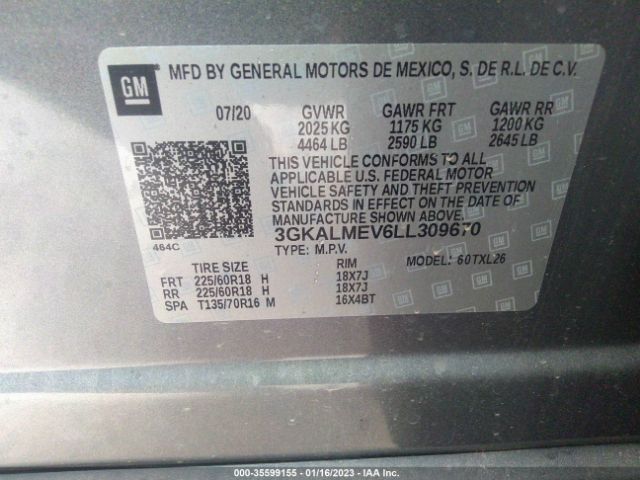 GM
MFD BY GENERAL MOTORS DE MEXICO, S. DE R.L. DE C.V.
07/20 GVWR GAWR FRT GAWR RR
2025 KG 1175 KG 1200 KG
4464 LB 2590 LB 2645 LB
THIS VEHICLE CONFORMS TO ALL
APPLICABLE U.S. FEDERAL MOTOR
VEHICLE SAFETY AND THEFT PREVENTION
STANDARDS IN EFFECT ON THE DATE OF
MANUFACTURE SHOWN ABOVE.
464C
3GKALMEV6LL309670
TYPE: M.P.V. MODEL: 60TXL26
TIRE SIZE RIM
FRT 225/60R18 H 18X7J
RR 225/60R18 H 18X7J
SPA T135/70R16 M 16X4BT
© 2023 - 35599155 - 01/16/2023 - IAA Inc.